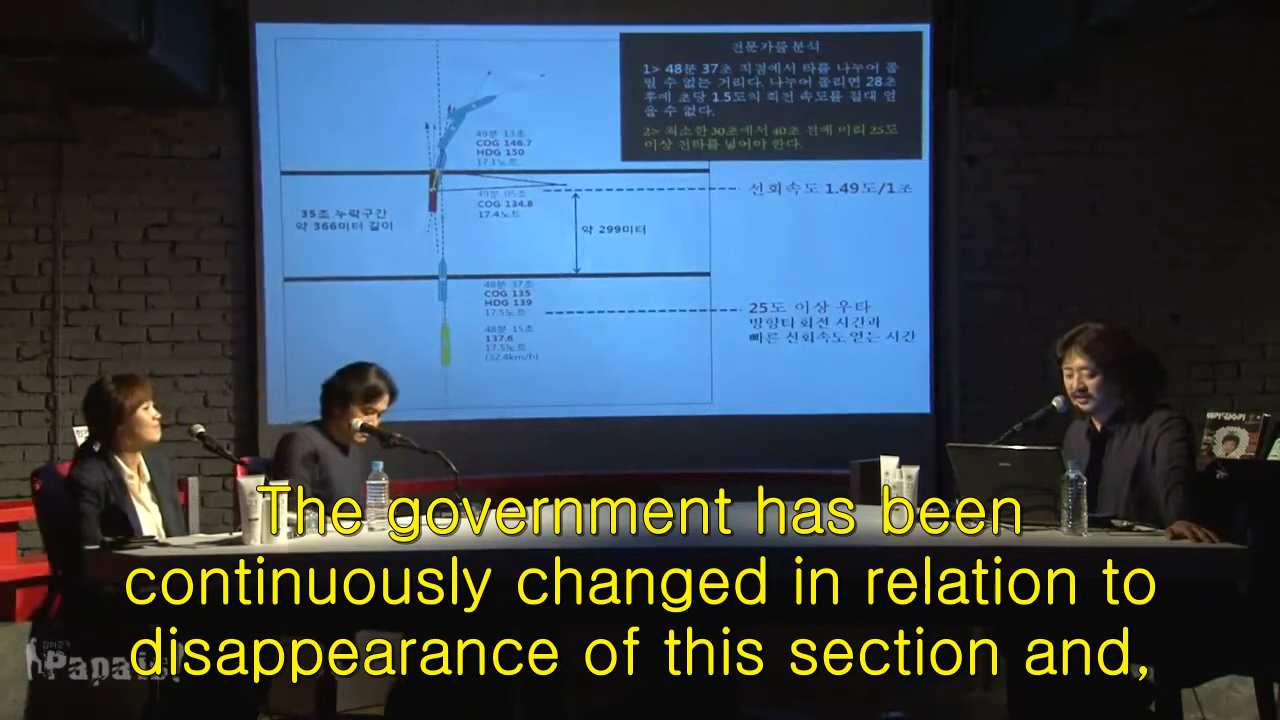 전문가들 분석
1> 48분 37초 지점에서 타를 나누어 돌
릴 수 없는 거리다. 나누어 돌리면 28초
후에 초당 1.5도의 회전 속도를 절대 얻
을 수 없다.
2> 최소한 30초에서 40초 전에 미리 25도
이상 전타를 넣어야 한다.
49분 13초
COG 146.7
HDG 150
17.1노트
선회속도 1.49도/1초
49분 05초
COG 134.8
17.4노트
35초 누락구간
약 366미터 길이
약 299미터
48분 37초
COG 135
HDG 139
17.5노트
25도 이상 우타
방향타 회전 시간과
빠른 선회속도 얻는 시간
48분 15초
137.6
17.5노트
(32.4km/h)
The government has been
continuously changed in relation to
disappearance of this section and,
김어준의
Papa is!